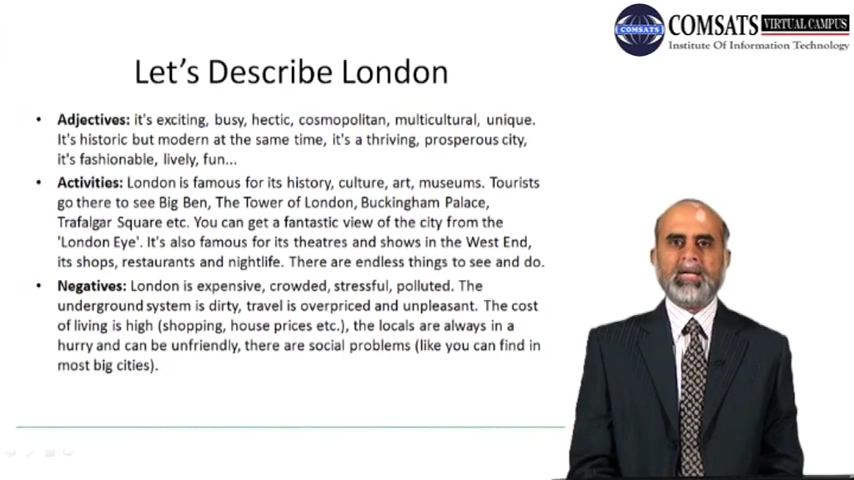 COMSATS VIRTUAL CAMPUS
COMSATS
Institute Of Information Technology
Let's Describe London
• Adjectives: it's exciting, busy, hectic, cosmopolitan, multicultural, unique.
It's historic but modern at the same time, it's a thriving, prosperous city,
it's fashionable, lively, fun...
• Activities: London is famous for its history, culture, art, museums. Tourists
go there to see Big Ben, The Tower of London, Buckingham Palace,
Trafalgar Square etc. You can get a fantastic view of the city from the
'London Eye'. It's also famous for its theatres and shows in the West End,
its shops, restaurants and nightlife. There are endless things to see and do.
• Negatives: London is expensive, crowded, stressful, polluted. The
underground system is dirty, travel is overpriced and unpleasant. The cost
of living is high (shopping, house prices etc.), the locals are always in a
hurry and can be unfriendly, there are social problems (like you can find in
most big cities).